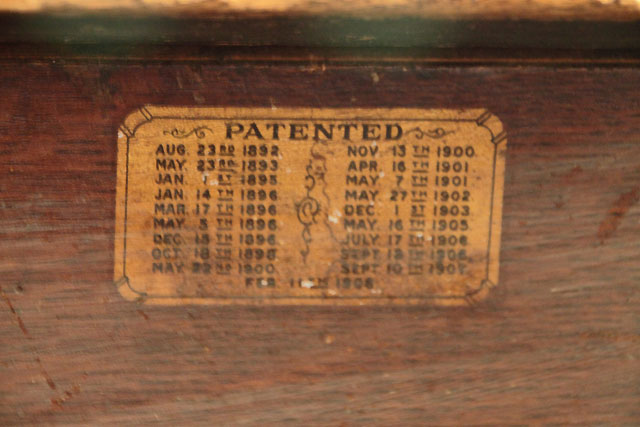 PATENTED
AUG. 23RD 1892 NOV. 13TH 1900
MAY. 23RD 1893 APR. 16TH 1901
JAN. 1895 MAY. 7TH 1901
JAN. 14TH 1896 MAY. 27TH 1902
MAR. 17TH 1896 DEC. 1ST 1903
MAY. 5TH 1896 MAY. 16TH 1905
DEC. 15TH 1896 JULY. 17TH 1906
OCT. 18TH 1898 SEPT. 1906
MAY. 22ND 1900 SEPT. 10TH 1907
FEB. 11TH 1908